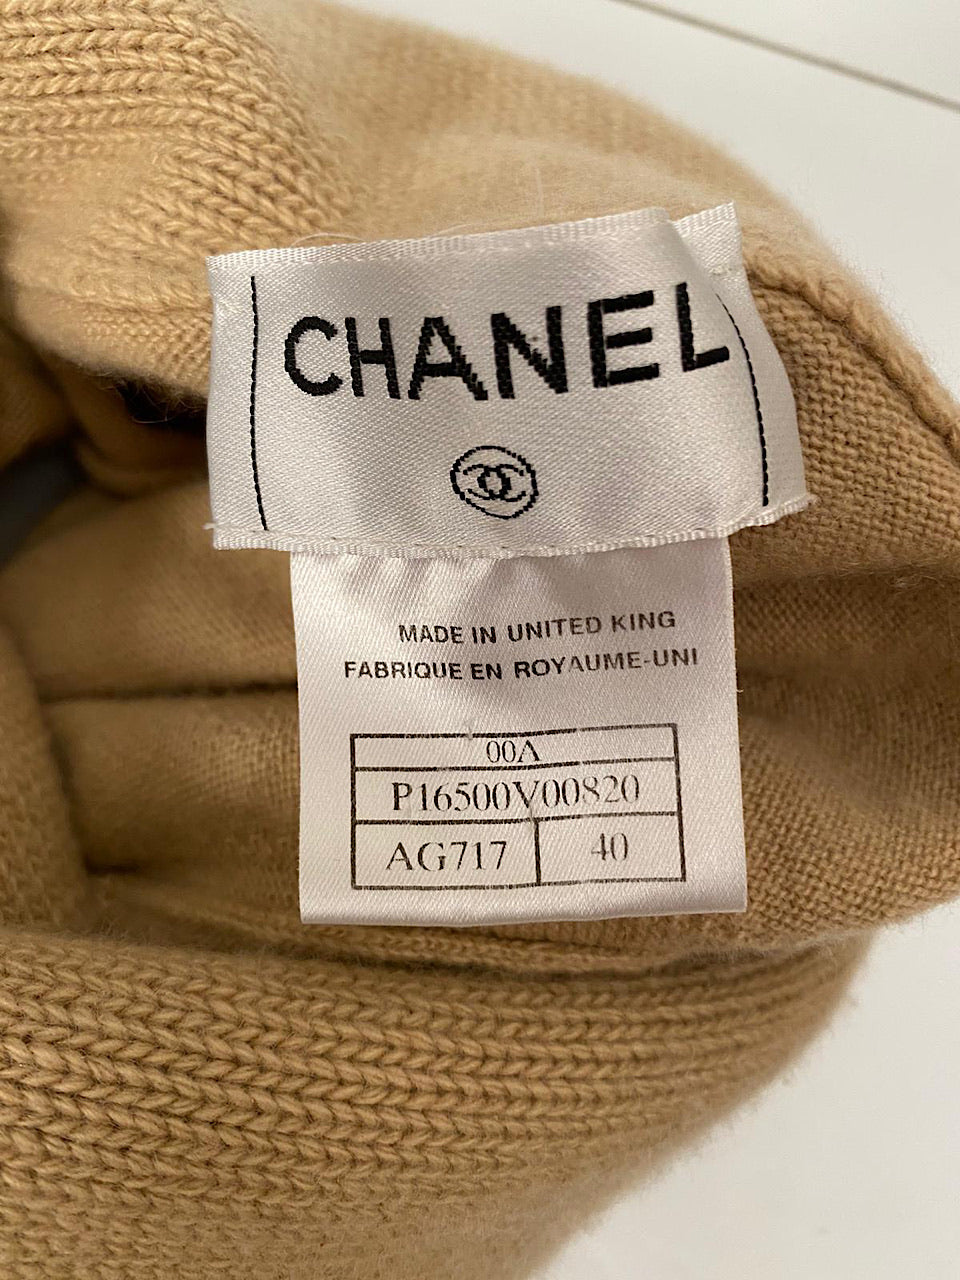 CHANEL
MADE IN UNITED KING
FABRIQUE EN ROYAUME-UNI
00A
P16500V00820
AG717 40